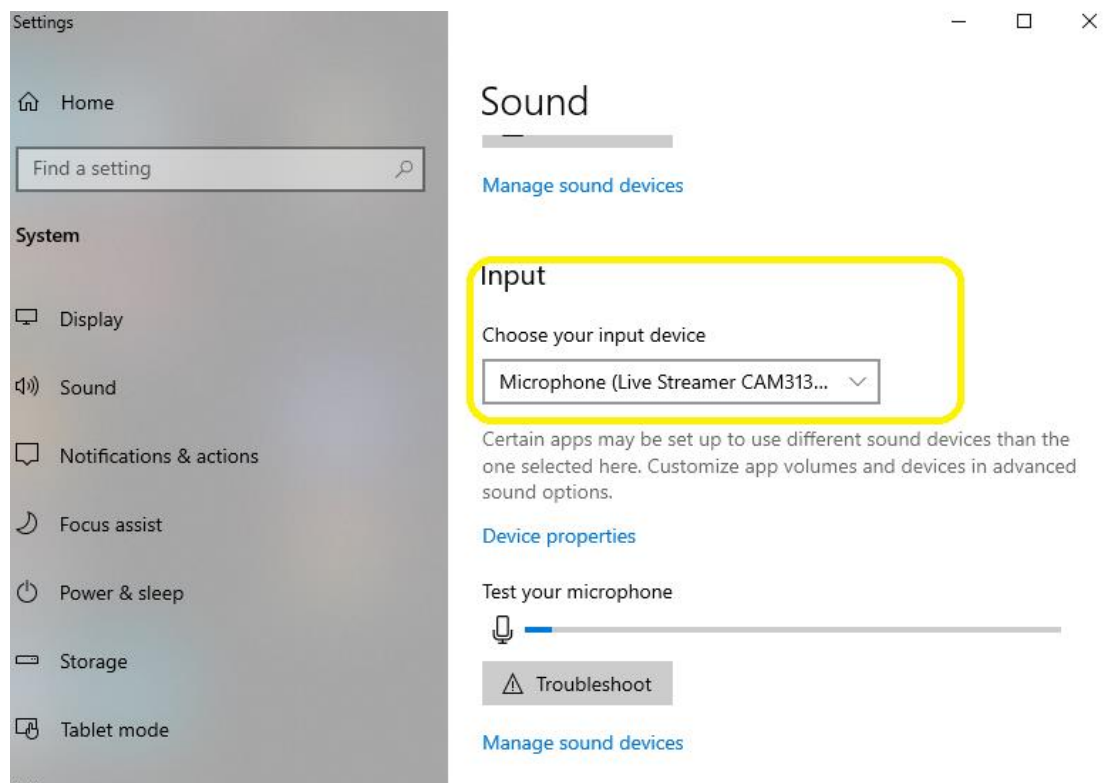 Settings
Home
Find a setting
System
Display
Sound
Notifications & actions
Focus assist
Power & sleep
Storage
Tablet mode
Sound
Manage sound devices
Input
Choose your input device
Microphone (Live Streamer CAM313...
Certain apps may be set up to use different sound devices than the
one selected here. Customize app volumes and devices in advanced
sound options.
Device properties
Test your microphone
Troubleshoot
Manage sound devices